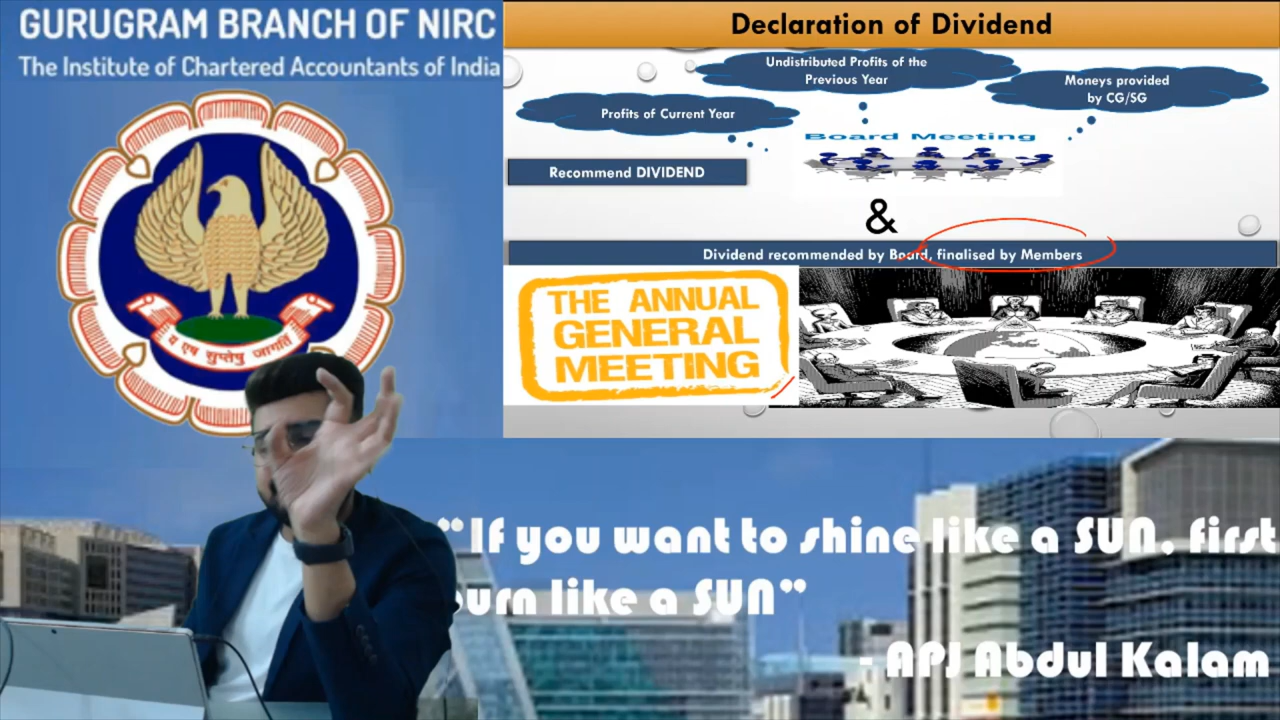 GURUGRAM BRANCH OF NIRC
The Institute of Chartered Accountants of India
य एष सुप्तेषु जागर्ति
Declaration of Dividend
Undistributed Profits of the
Previous Year
Moneys provided
by CG/SG
Profits of Current Year
Board Meeting
Recommend DIVIDEND
&
Dividend recommended by Board, finalised by Members
THE ANNUAL
GENERAL
MEETING
“If you want to shine like a SUN, first
urn like a SUN”
- APJ Abdul Kalam